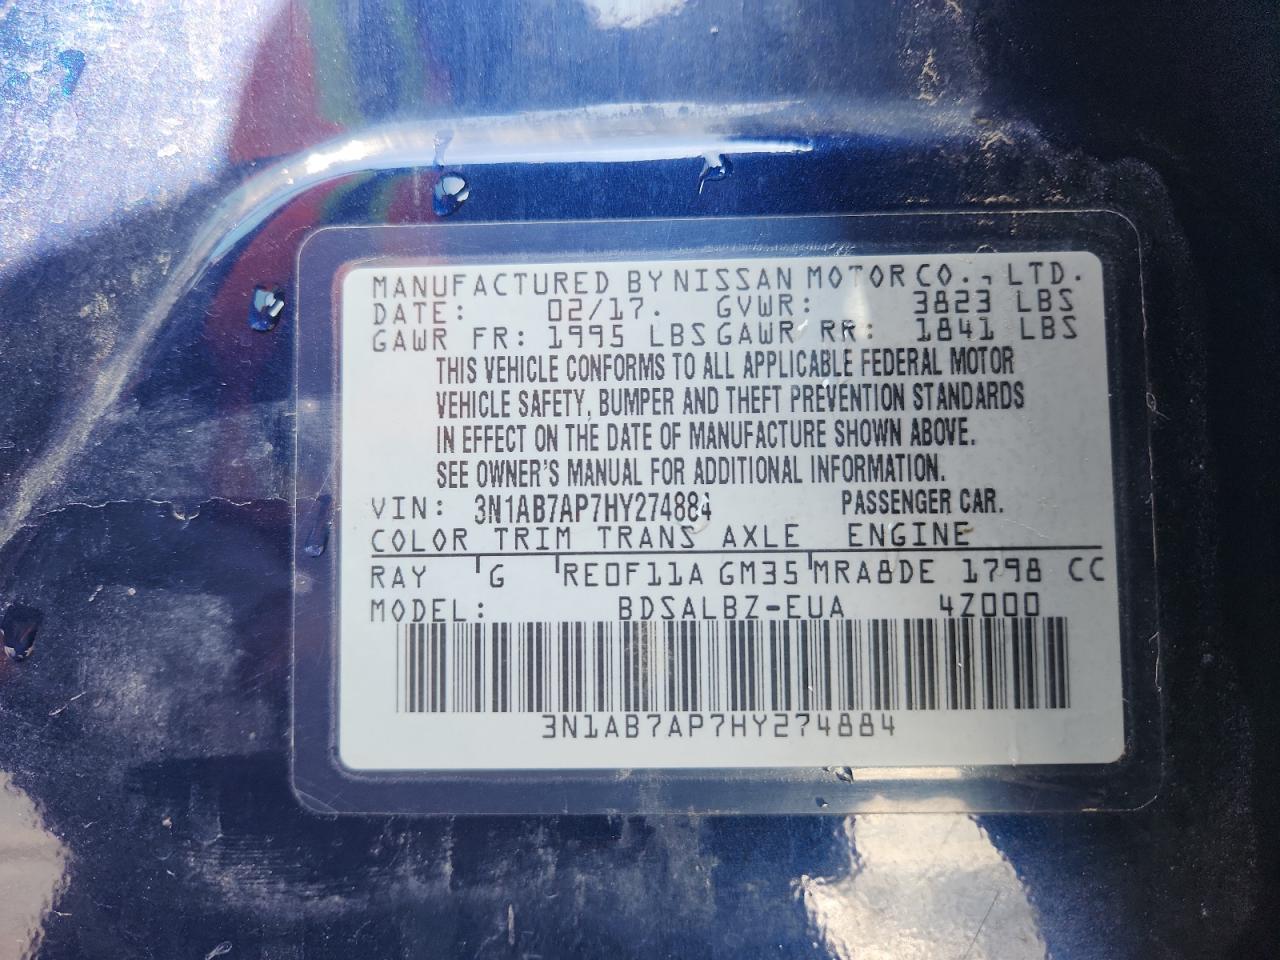 MANUFACTURED BY NISSAN MOTOR CO., LTD.
DATE: 02/17. GVWR: 3823 LBS
GAWR FR: 1995 LBS GAWR RR: 1841 LBS
THIS VEHICLE CONFORMS TO ALL APPLICABLE FEDERAL MOTOR
VEHICLE SAFETY, BUMPER AND THEFT PREVENTION STANDARDS
IN EFFECT ON THE DATE OF MANUFACTURE SHOWN ABOVE.
SEE OWNER'S MANUAL FOR ADDITIONAL INFORMATION.
VIN: 3N1AB7AP7HY274884 PASSENGER CAR.
COLOR TRIM TRANS AXLE ENGINE
RAY G RE0F11A GM35 MRA8DE 1798 CC
MODEL: BDSALBZ-EUA 4Z000
3N1AB7AP7HY274884